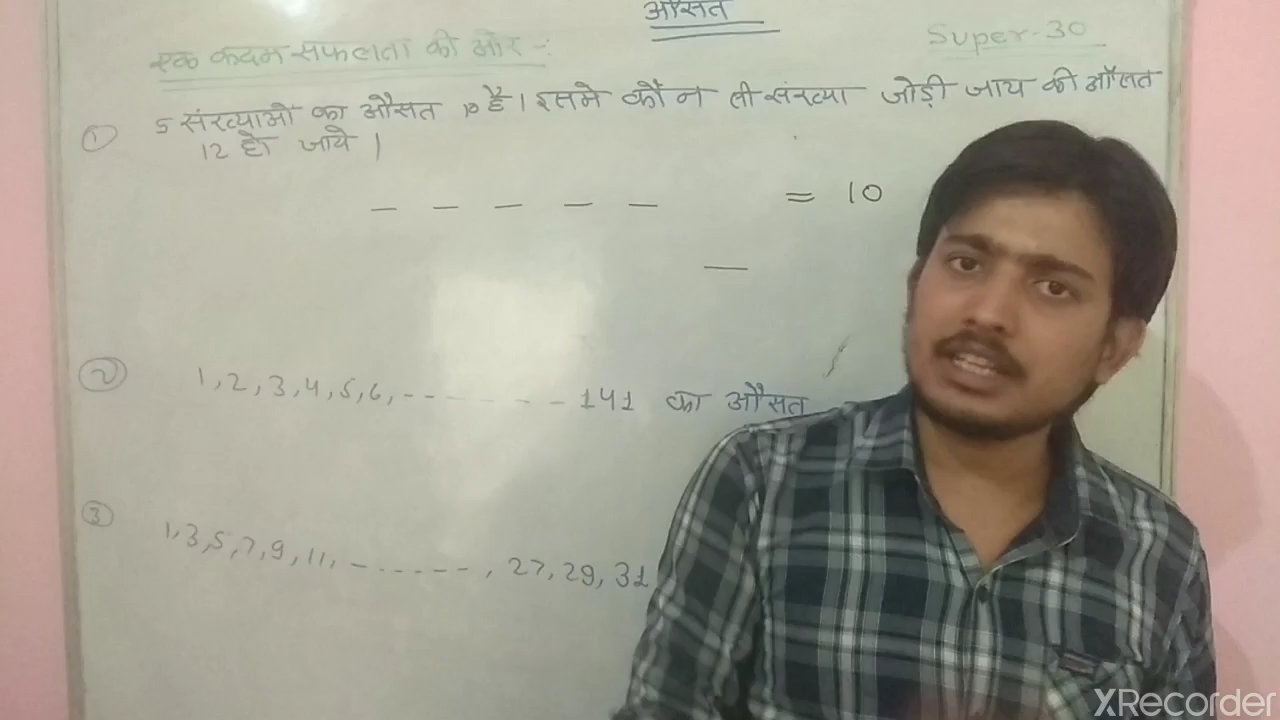 औसत
एक कदम सफलता की ओर -:
Super-30
① 5 संख्याओ का औसत 10 है। इसमे कौन सी संख्या जोड़ी जाय की औसत
12 हो जाये।
_ _ _ _ _ = 10
_
② 1, 2, 3, 4, 5, 6, - - - - - - - 141 का औसत
③ 1, 3, 5, 7, 9, 11, - - - - - - , 27, 29, 31
XRecorder